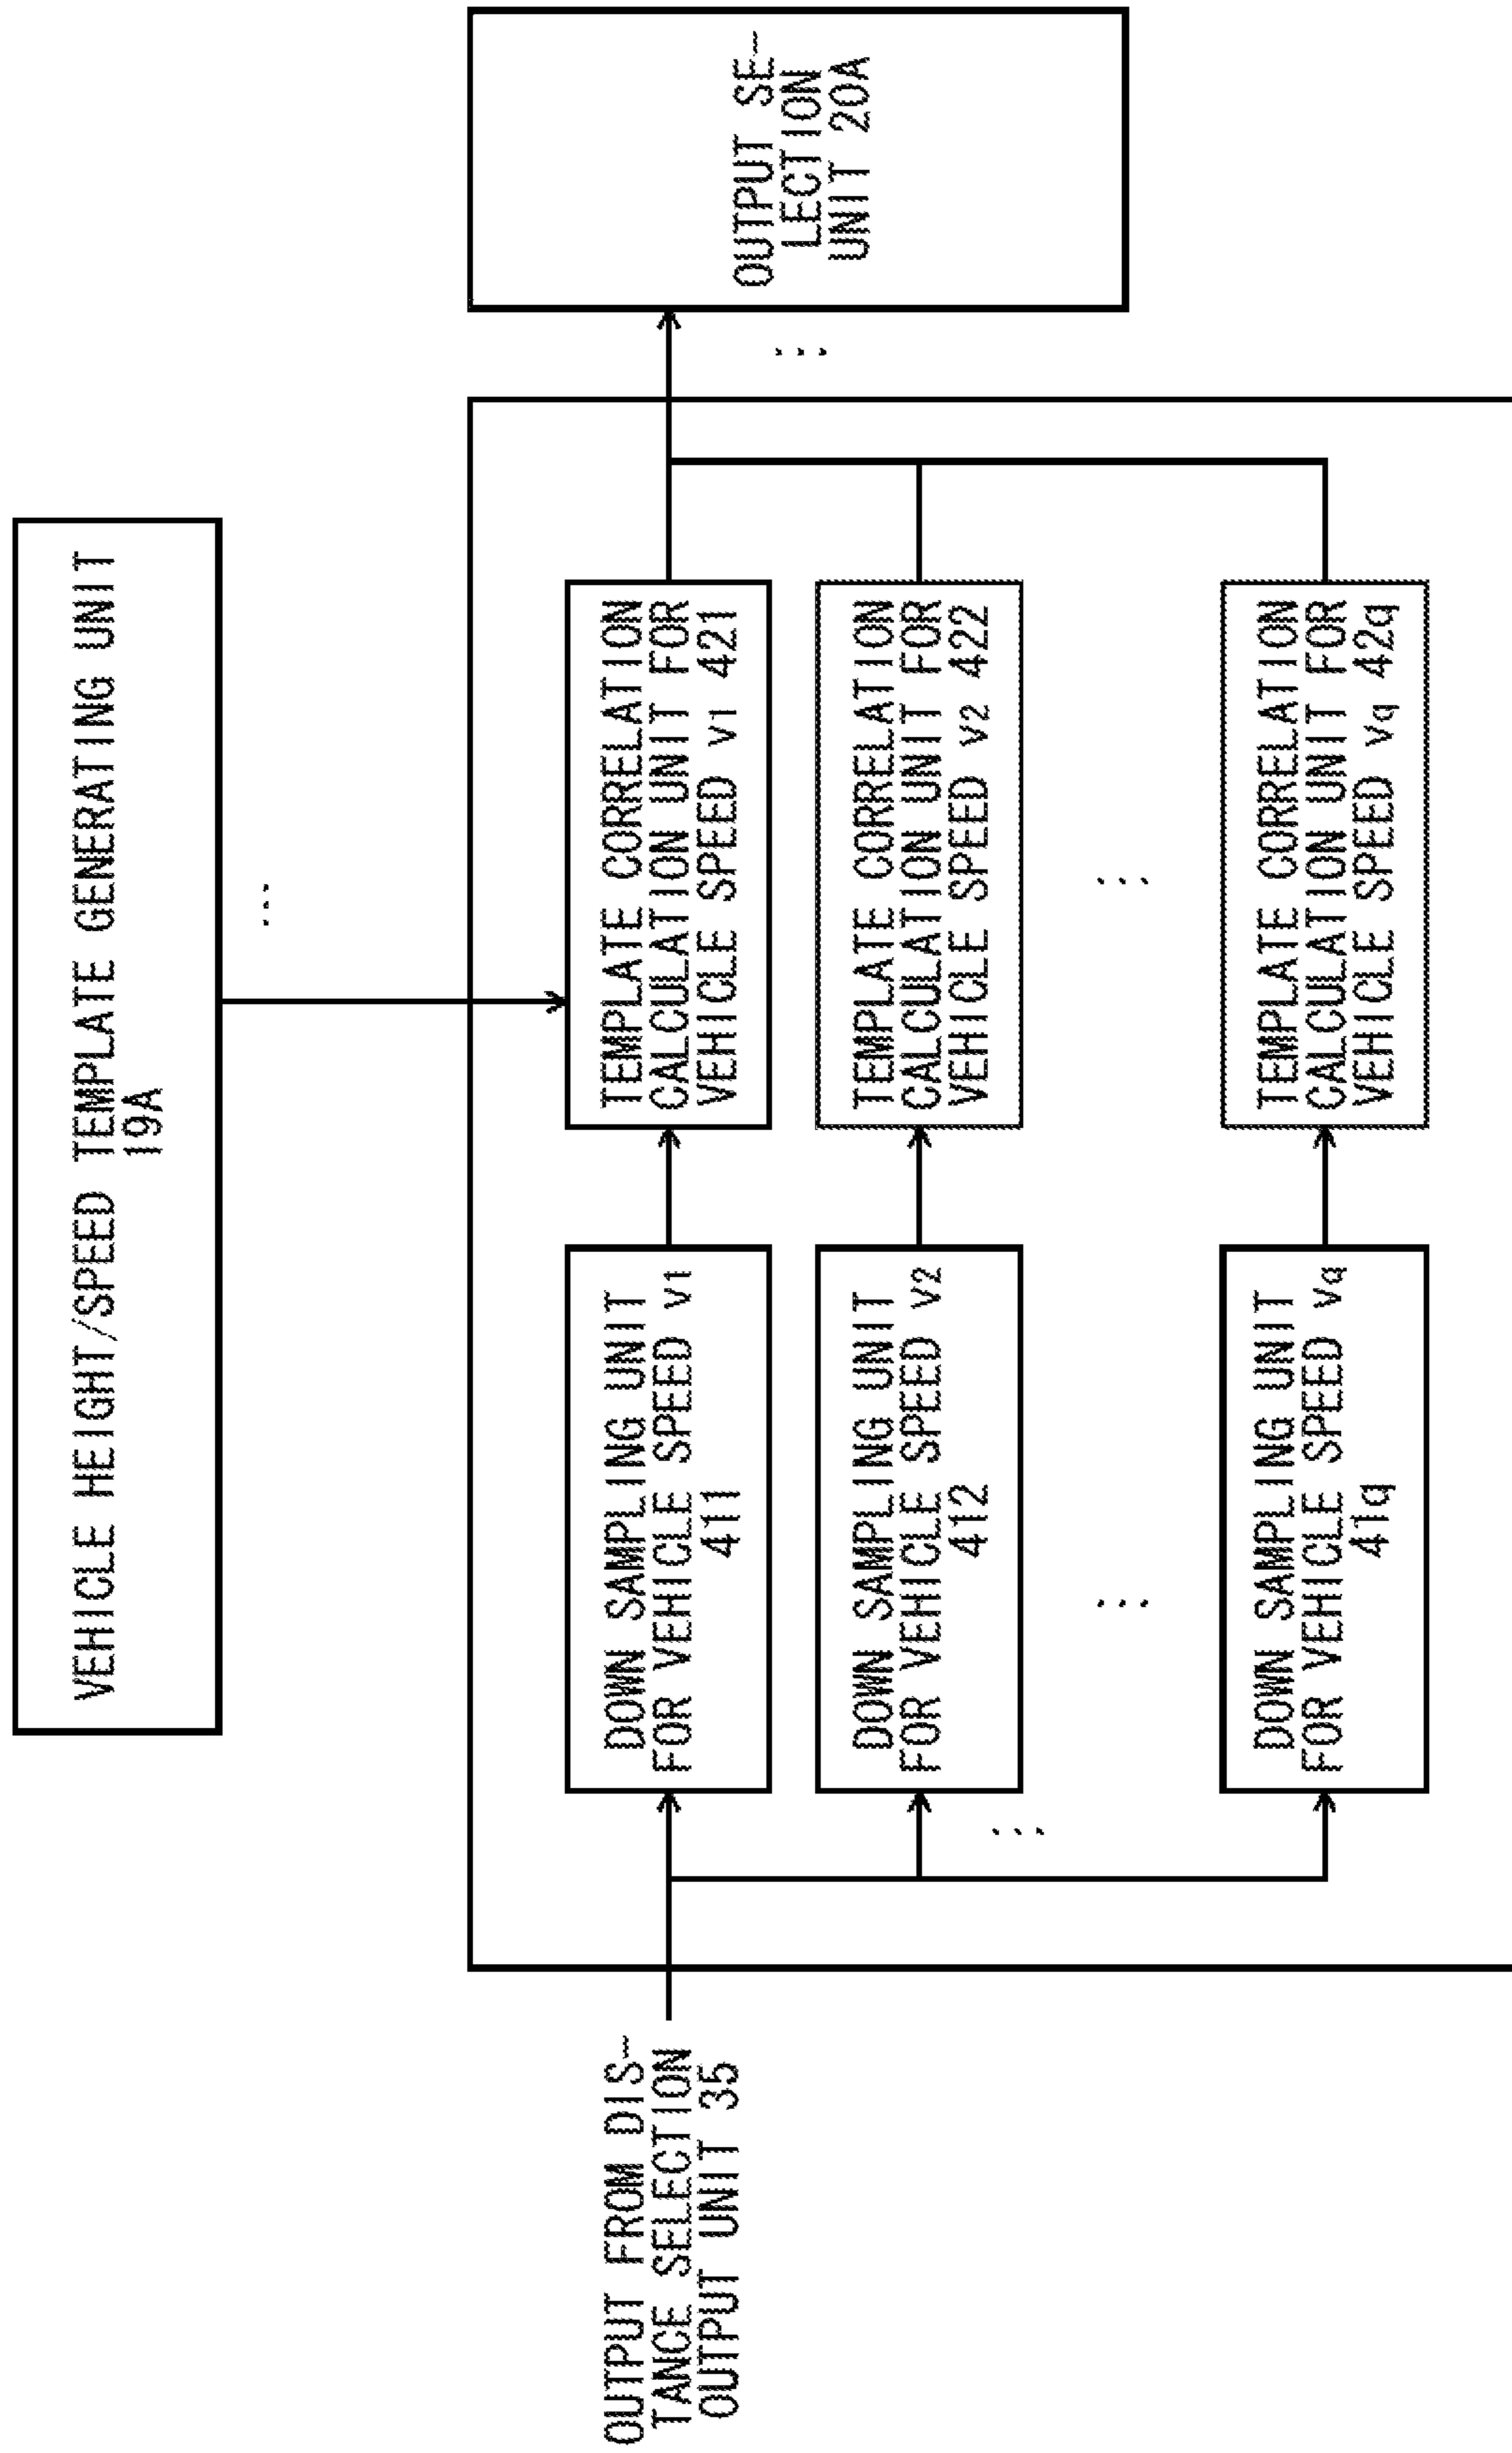 VEHICLE HEIGHT/SPEED TEMPLATE GENERATING UNIT
19A
OUTPUT FROM DIS-
TANCE SELECTION
OUTPUT UNIT 35
DOWN SAMPLING UNIT
FOR VEHICLE SPEED V1
411
TEMPLATE CORRELATION
CALCULATION UNIT FOR
VEHICLE SPEED V1 421
OUTPUT SE-
LECTION
UNIT 20A
DOWN SAMPLING UNIT
FOR VEHICLE SPEED V2
412
TEMPLATE CORRELATION
CALCULATION UNIT FOR
VEHICLE SPEED V2 422
DOWN SAMPLING UNIT
FOR VEHICLE SPEED Vq
41q
TEMPLATE CORRELATION
CALCULATION UNIT FOR
VEHICLE SPEED Vq 42q